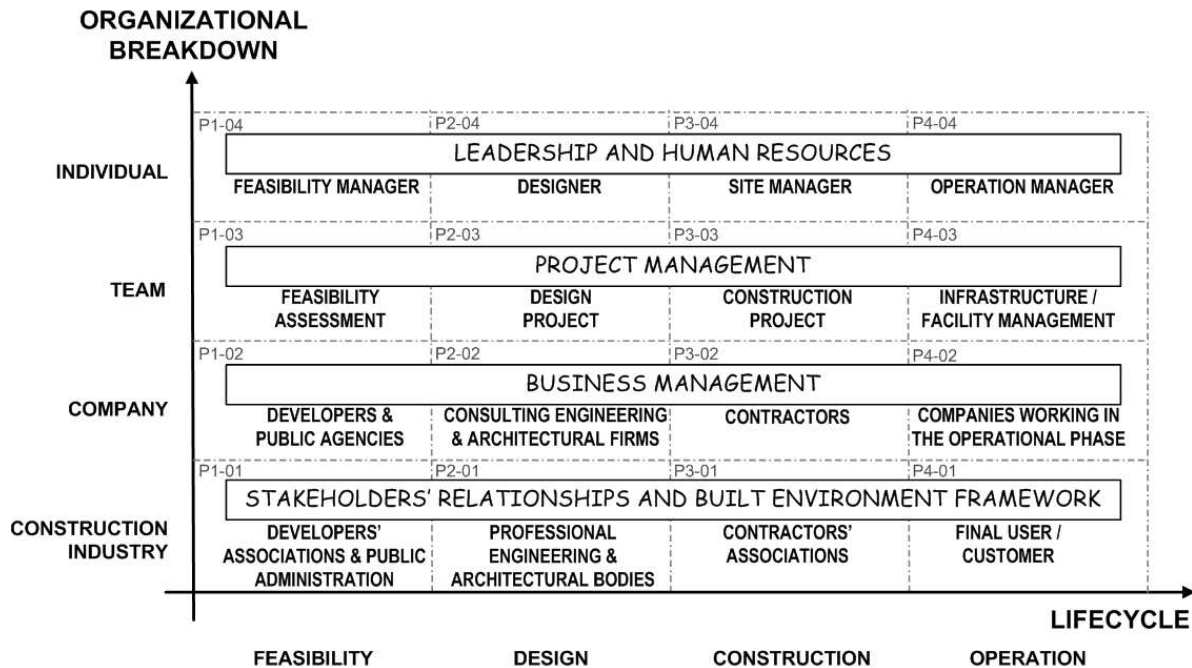 ORGANIZATIONAL
BREAKDOWN
P1-04 P2-04 P3-04 P4-04
LEADERSHIP AND HUMAN RESOURCES
INDIVIDUAL
FEASIBILITY MANAGER DESIGNER SITE MANAGER OPERATION MANAGER
P1-03 P2-03 P3-03 P4-03
PROJECT MANAGEMENT
TEAM
FEASIBILITY DESIGN CONSTRUCTION INFRASTRUCTURE /
ASSESSMENT PROJECT PROJECT FACILITY MANAGEMENT
P1-02 P2-02 P3-02 P4-02
BUSINESS MANAGEMENT
COMPANY
DEVELOPERS & CONSULTING ENGINEERING CONTRACTORS COMPANIES WORKING IN
PUBLIC AGENCIES & ARCHITECTURAL FIRMS THE OPERATIONAL PHASE
P1-01 P2-01 P3-01 P4-01
STAKEHOLDERS' RELATIONSHIPS AND BUILT ENVIRONMENT FRAMEWORK
CONSTRUCTION
INDUSTRY
DEVELOPERS' PROFESSIONAL CONTRACTORS' FINAL USER /
ASSOCIATIONS & PUBLIC ENGINEERING & ASSOCIATIONS CUSTOMER
ADMINISTRATION ARCHITECTURAL BODIES
LIFECYCLE
FEASIBILITY DESIGN CONSTRUCTION OPERATION